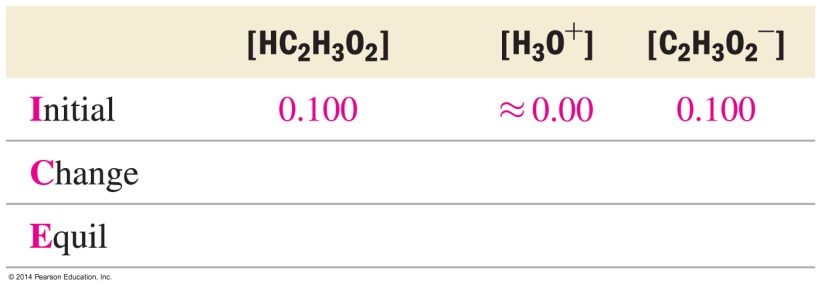 [HC₂H₃O₂] [H₃O⁺] [C₂H₃O₂⁻]
Initial 0.100 ≈ 0.00 0.100
Change
Equil
© 2014 Pearson Education, Inc.